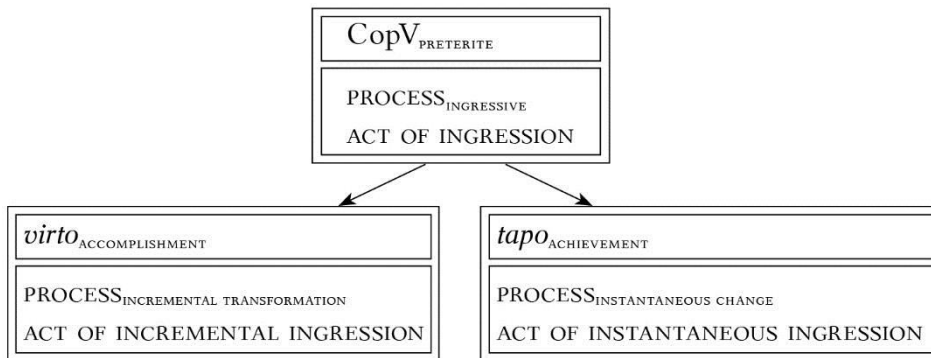 CopV PRETERITE
PROCESS INGRESSIVE
ACT OF INGRESSION
virto ACCOMPLISHMENT
PROCESS INCREMENTAL TRANSFORMATION
ACT OF INCREMENTAL INGRESSION
tapo ACHIEVEMENT
PROCESS INSTANTANEOUS CHANGE
ACT OF INSTANTANEOUS INGRESSION